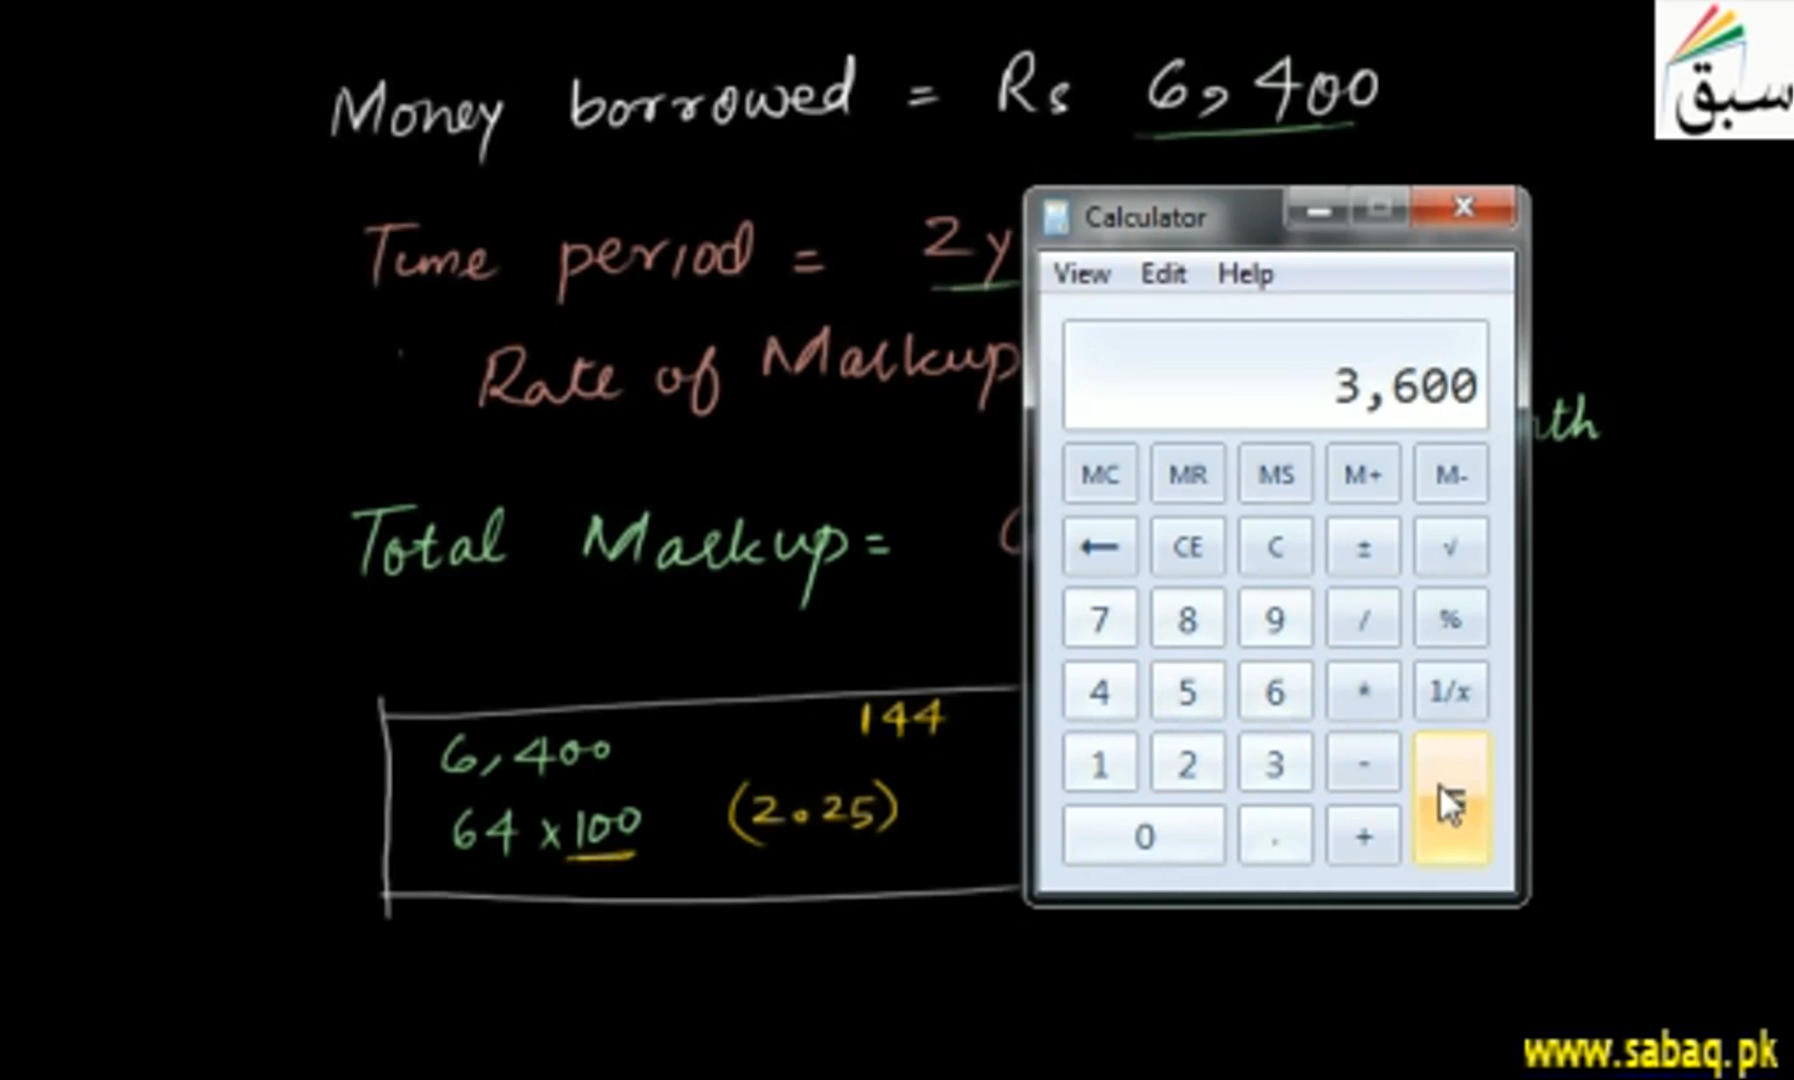 Money borrowed = Rs 6,400
سبق
Time period = 2y
Rate of Markup
nth
Total Markup =
Calculator
View Edit Help
3,600
MC MR MS M+ M-
← CE C ± √
7 8 9 / %
4 5 6 * 1/x
1 2 3 - =
0 . +
144
6,400
64 x 100 (2.25)
www.sabaq.pk